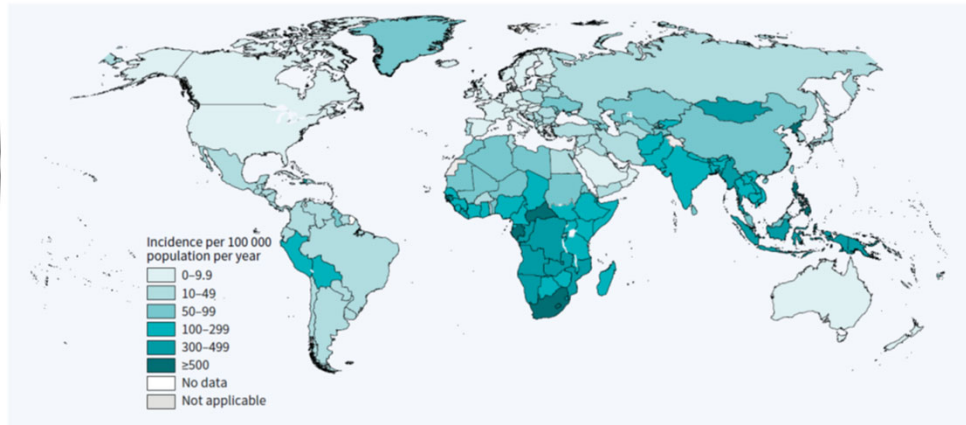 Incidence per 100 000
population per year
0–9.9
10–49
50–99
100–299
300–499
≥500
No data
Not applicable